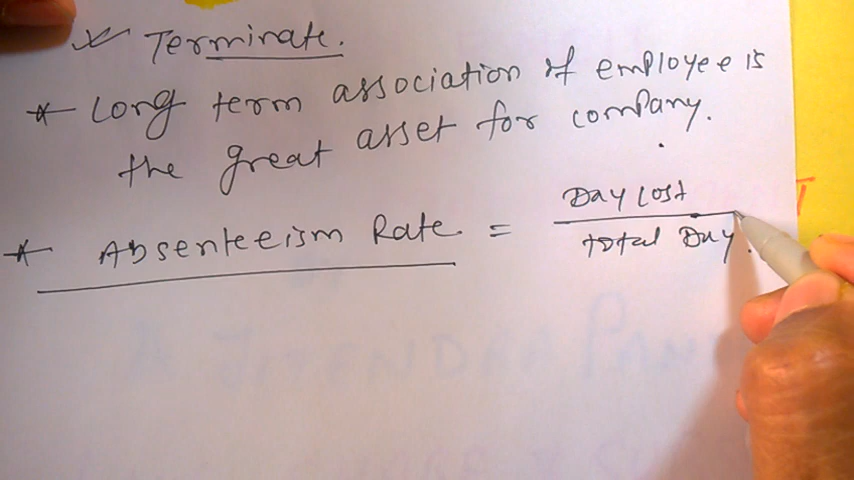 Terminate.
* Long term association of employee is
the great asset for company.
* Absenteeism Rate = Day Lost
total Day.